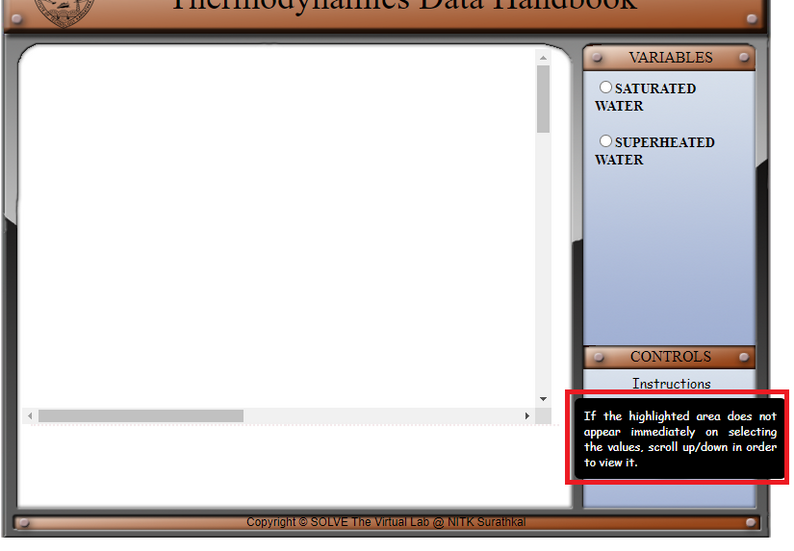 Thermodynamics Data Handbook
VARIABLES
SATURATED
WATER
SUPERHEATED
WATER
CONTROLS
Instructions
If the highlighted area does not
appear immediately on selecting
the values, scroll up/down in order
to view it.
Copyright © SOLVE The Virtual Lab @ NITK Surathkal